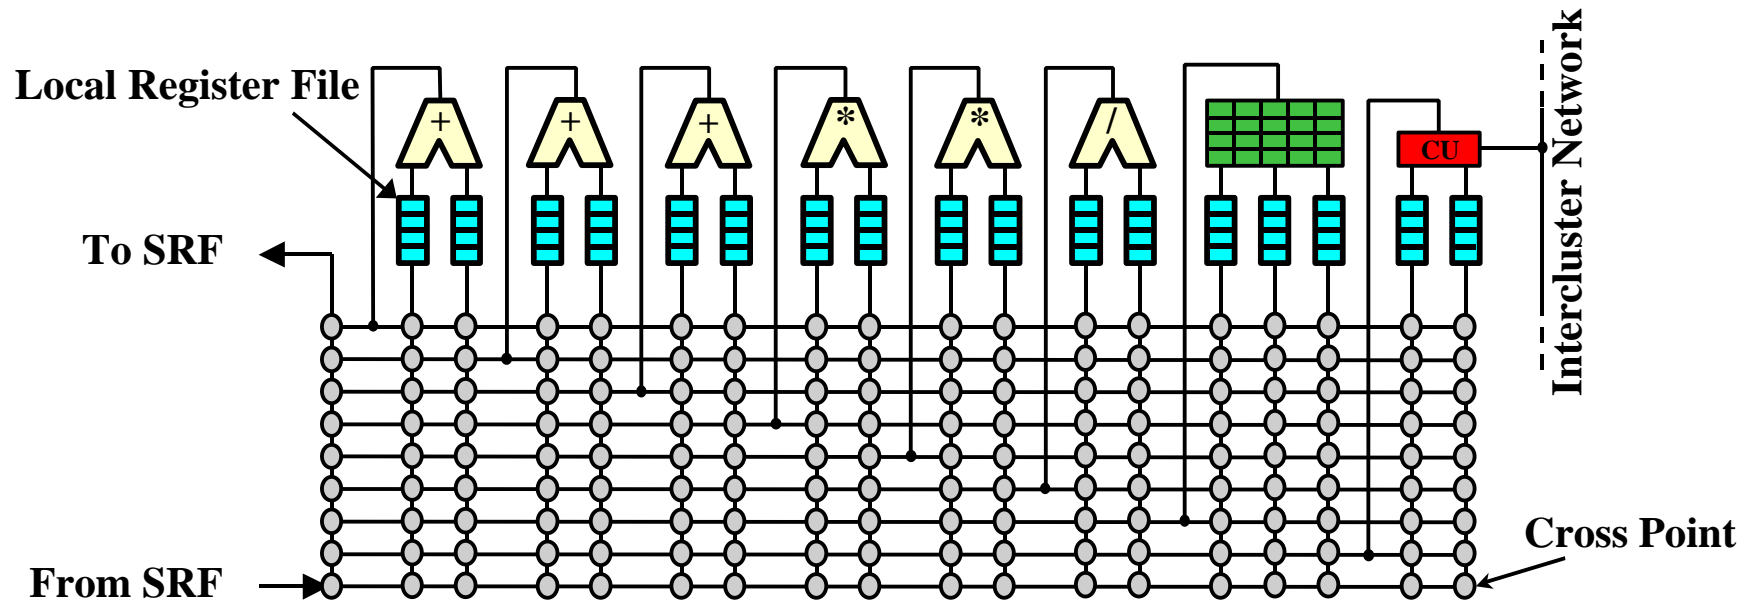 Local Register File
+
+
+
*
*
/
CU
Intercluster Network
To SRF
Cross Point
From SRF